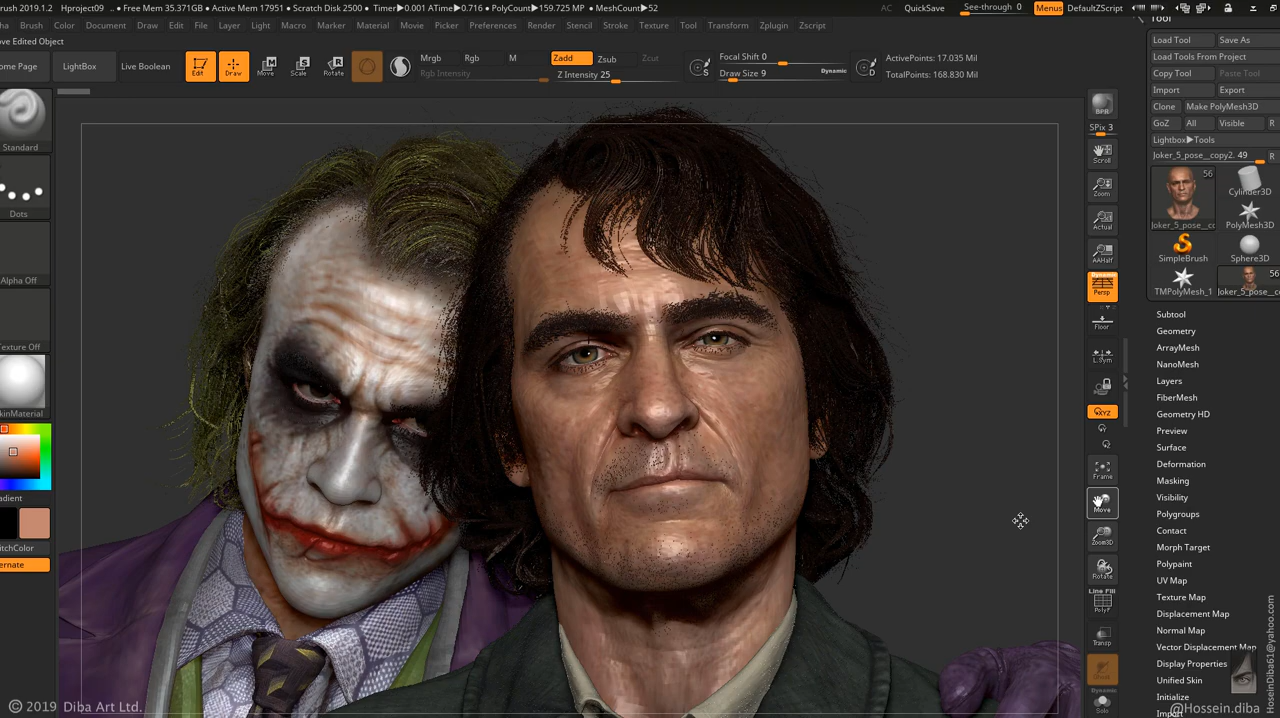 rush 2019.1.2 Hproject09 .. • Free Mem 35.371GB • Active Mem 17951 • Scratch Disk 2500 • Timer▶0.001 ATime▶0.716 • PolyCount▶159.725 MP • MeshCount▶52 AC QuickSave See-through 0 Menus DefaultZScript
ha Brush Color Document Draw Edit File Layer Light Macro Marker Material Movie Picker Preferences Render Stencil Stroke Texture Tool Transform Zplugin Zscript
ove Edited Object
ome Page LightBox Live Boolean Edit Draw Move Scale Rotate
Mrgb Rgb M Zadd Zsub Zcut
Rgb Intensity Z Intensity 25
Focal Shift 0
Draw Size 9 Dynamic
ActivePoints: 17.035 Mil
TotalPoints: 168.830 Mil
Standard
Dots
Alpha Off
Texture Off
kinMaterial
adient
itchColor
ernate
BPR
SPix 3
Scroll
Zoom
Actual
AAHalf
Dynamic
Persp
Floor
L.Sym
XYZ
Frame
Move
Zoom3D
Rotate
Line Fill
PolyF
Transp
Ghost
Dynamic
Solo
Tool
Load Tool Save As
Load Tools From Project
Copy Tool Paste Tool
Import Export
Clone Make PolyMesh3D
GoZ All Visible R
Lightbox▶Tools
Joker_5_pose__copy2. 49 R
56
Joker_5_pose__co
Cylinder3D
PolyMesh3D
SimpleBrush Sphere3D
56
TMPolyMesh_1 Joker_5_pose__co
Subtool
Geometry
ArrayMesh
NanoMesh
Layers
FiberMesh
Geometry HD
Preview
Surface
Deformation
Masking
Visibility
Polygroups
Contact
Morph Target
Polypaint
UV Map
Texture Map
Displacement Map
Normal Map
Vector Displacement Map
Display Properties
Unified Skin
Initialize
Import
HoseinDiba61@yahoo.com
@Hossein.diba
© 2019 Diba Art Ltd.